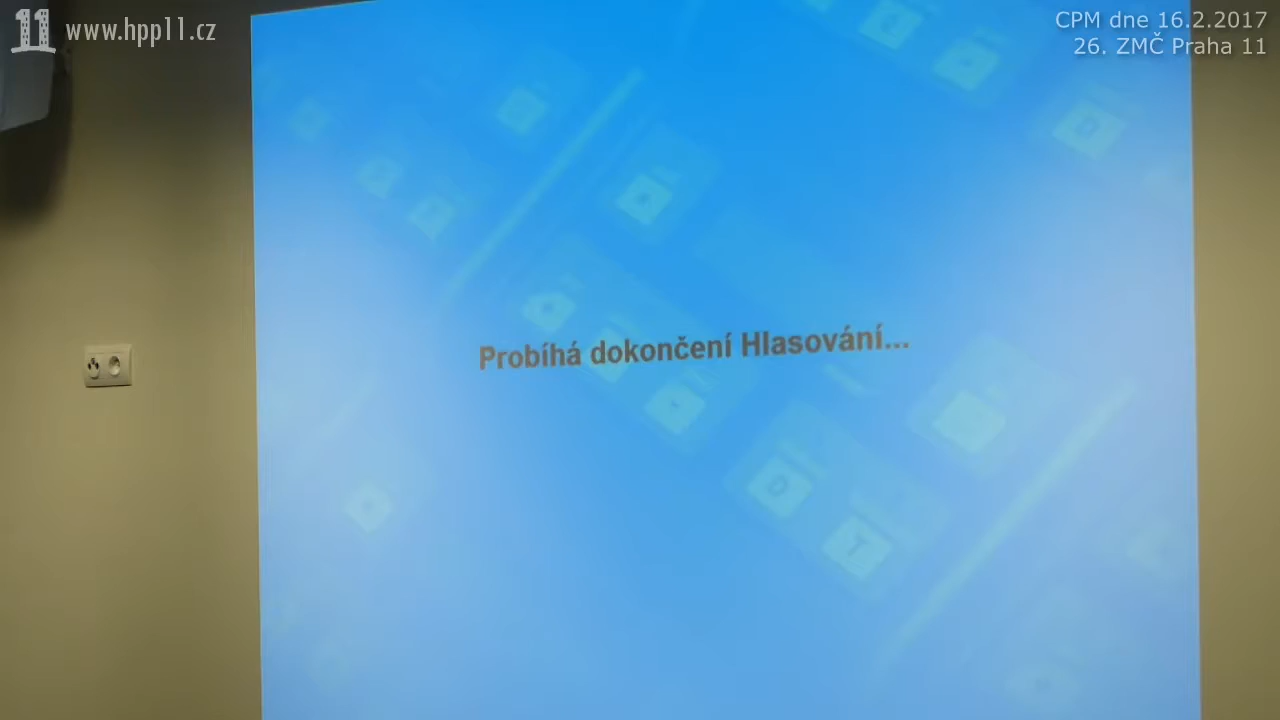 11 www.hpp11.cz
CPM dne 16.2.2017
26. ZMČ Praha 11
Probíhá dokončení Hlasování...
O
T